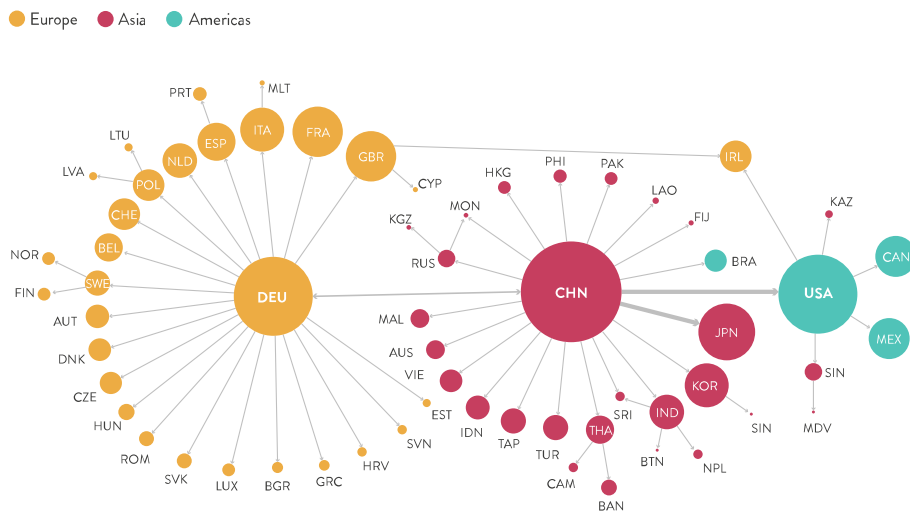 Europe Asia Americas
MLT
PRT
ITA
FRA
LTU
ESP
GBR
IRL
NLD
PHI
PAK
HKG
LVA
POL
CYP
LAO
KAZ
MON
CHE
KGZ
FIJ
BEL
NOR
RUS
BRA
CAN
SWE
FIN
DEU
CHN
USA
AUT
MAL
JPN
MEX
DNK
AUS
VIE
SIN
KOR
CZE
EST
SRI
IND
HUN
IDN
TAP
TUR
THA
SIN
MDV
SVN
ROM
HRV
BTN
NPL
SVK
LUX
BGR
GRC
CAM
BAN